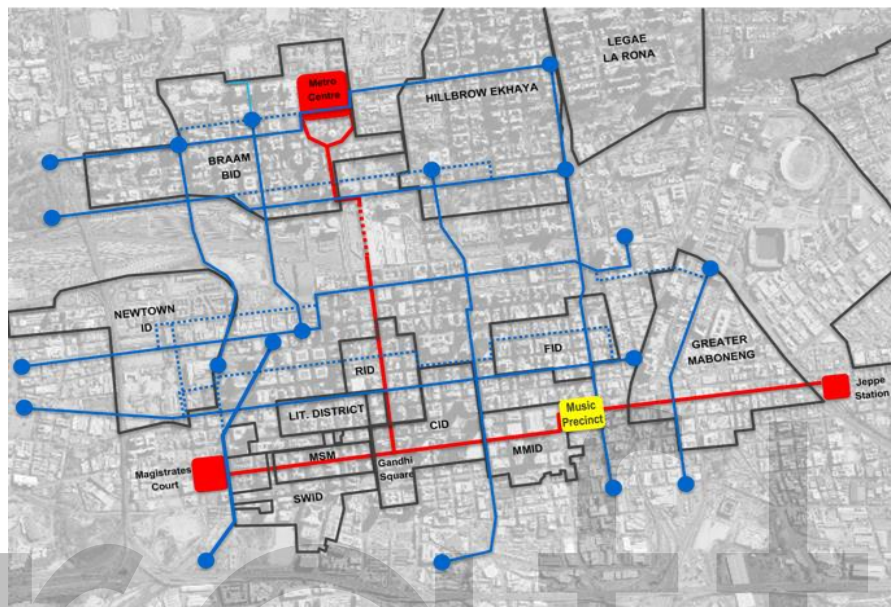 LEGAE
LA RONA
Metro
Centre
HILLBROW EKHAYA
BRAAM
BID
NEWTOWN
ID
GREATER
MABONENG
FID
RID
Jeppe
Station
LIT. DISTRICT
Music
Precinct
CID
MSM
MMID
Magistrates
Court
Gandhi
Square
SWID